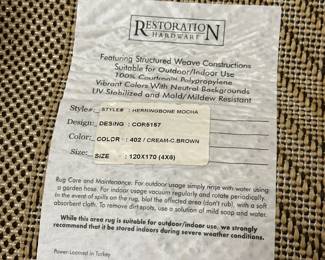 RESTORATION
HARDWARE
Featuring Structured Weave Constructions
Suitable for Outdoor/Indoor Use
100% Courtron™ Polypropylene
Vibrant Colors With Neutral Backgrounds
UV Stabilized and Mold/Mildew Resistant
Style: STYLE# : HERNINGBONE MOCHA
Design: DESING : COR5157
Color: COLOR : 402 / CREAM-C.BROWN
Size: SIZE : 120X170 (4X6)
Rug Care and Maintenance: For outdoor usage simply rinse with water using
a garden hose. For indoor usage vacuum regularly and rotate periodically.
In the event of spills on the rug, blot the affected area (don't rub), with a soft
absorbent cloth. To remove dirt spots, use a solution of mild soap and water.
While this area rug is suitable for outdoor/indoor use, we strongly
recommend that it be stored indoors during severe weather conditions.
Power-Loomed in Turkey